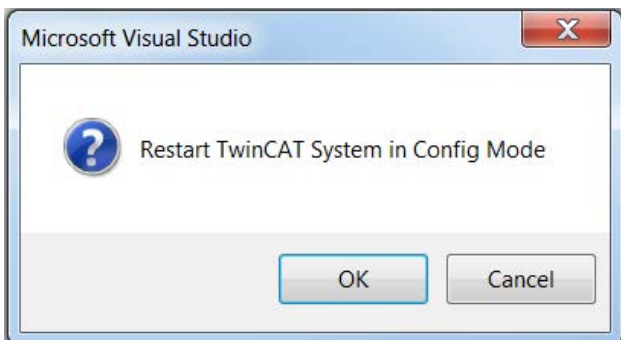 Microsoft Visual Studio
Restart TwinCAT System in Config Mode
OK
Cancel